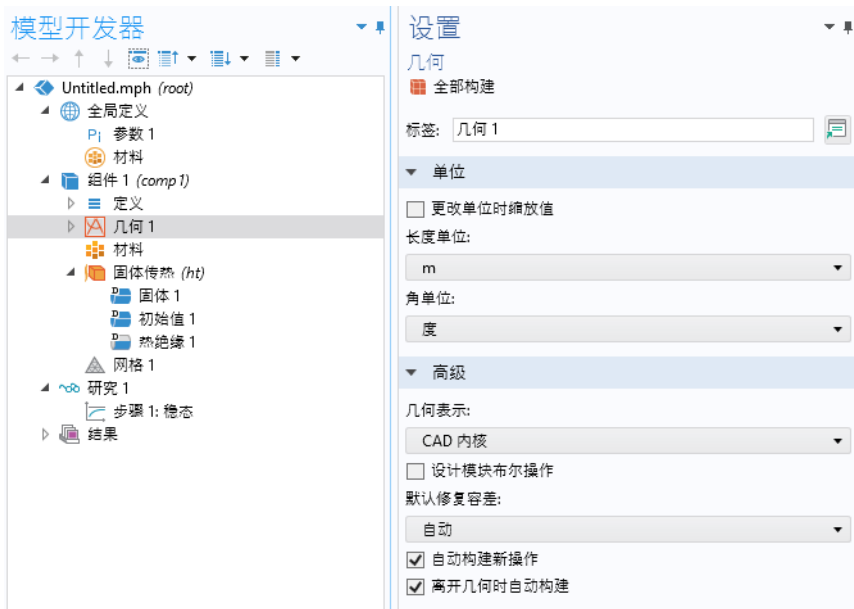 模型开发器
Untitled.mph (root)
全局定义
Pi 参数 1
材料
组件 1 (comp1)
定义
几何 1
材料
固体传热 (ht)
固体 1
初始值 1
热绝缘 1
网格 1
研究 1
步骤 1: 稳态
结果
设置
几何
全部构建
标签: 几何 1
单位
更改单位时缩放值
长度单位:
m
角单位:
度
高级
几何表示:
CAD 内核
设计模块布尔操作
默认修复容差:
自动
自动构建新操作
离开几何时自动构建